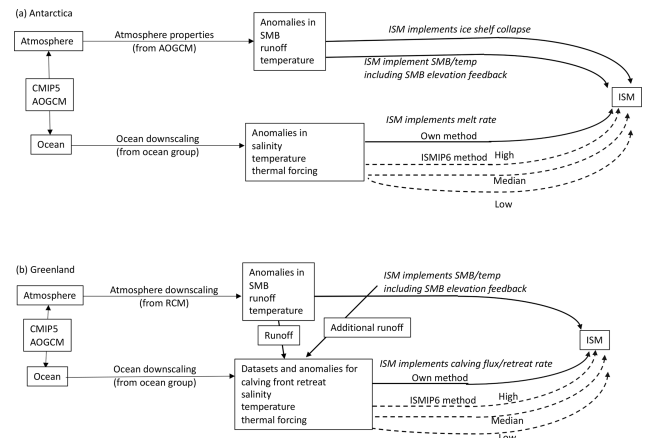 (a) Antarctica
Atmosphere
Atmosphere properties
(from AOGCM)
Anomalies in
SMB
runoff
temperature
ISM implements ice shelf collapse
ISM implement SMB/temp
including SMB elevation feedback
CMIP5
AOGCM
ISM
Ocean
Ocean downscaling
(from ocean group)
Anomalies in
salinity
temperature
thermal forcing
ISM implements melt rate
Own method
ISMIP6 method
High
Median
Low
(b) Greenland
Atmosphere
Atmosphere downscaling
(from RCM)
Anomalies in
SMB
runoff
temperature
ISM implements SMB/temp
including SMB elevation feedback
CMIP5
AOGCM
Runoff
Additional runoff
ISM
Ocean
Ocean downscaling
(from ocean group)
Datasets and anomalies for
calving front retreat
salinity
temperature
thermal forcing
ISM implements calving flux/retreat rate
Own method
ISMIP6 method
High
Median
Low